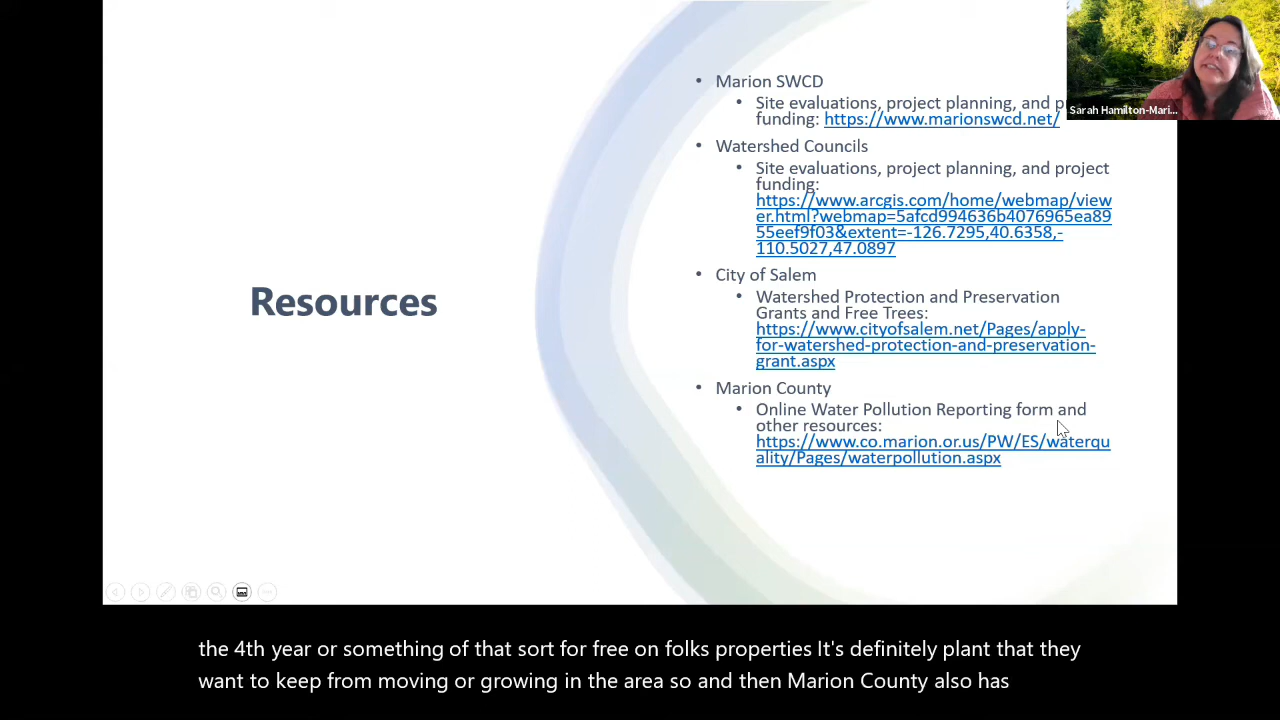 Resources
• Marion SWCD
• Site evaluations, project planning, and p
funding: https://www.marionswcd.net/
• Watershed Councils
• Site evaluations, project planning, and project
funding:
https://www.arcgis.com/home/webmap/view
er.html?webmap=5afcd994636b4076965ea89
55eef9f03&extent=-126.7295,40.6358,-
110.5027,47.0897
• City of Salem
• Watershed Protection and Preservation
Grants and Free Trees:
https://www.cityofsalem.net/Pages/apply-
for-watershed-protection-and-preservation-
grant.aspx
• Marion County
• Online Water Pollution Reporting form and
other resources:
https://www.co.marion.or.us/PW/ES/waterqu
ality/Pages/waterpollution.aspx
Sarah Hamilton-Mari...
the 4th year or something of that sort for free on folks properties It's definitely plant that they
want to keep from moving or growing in the area so and then Marion County also has